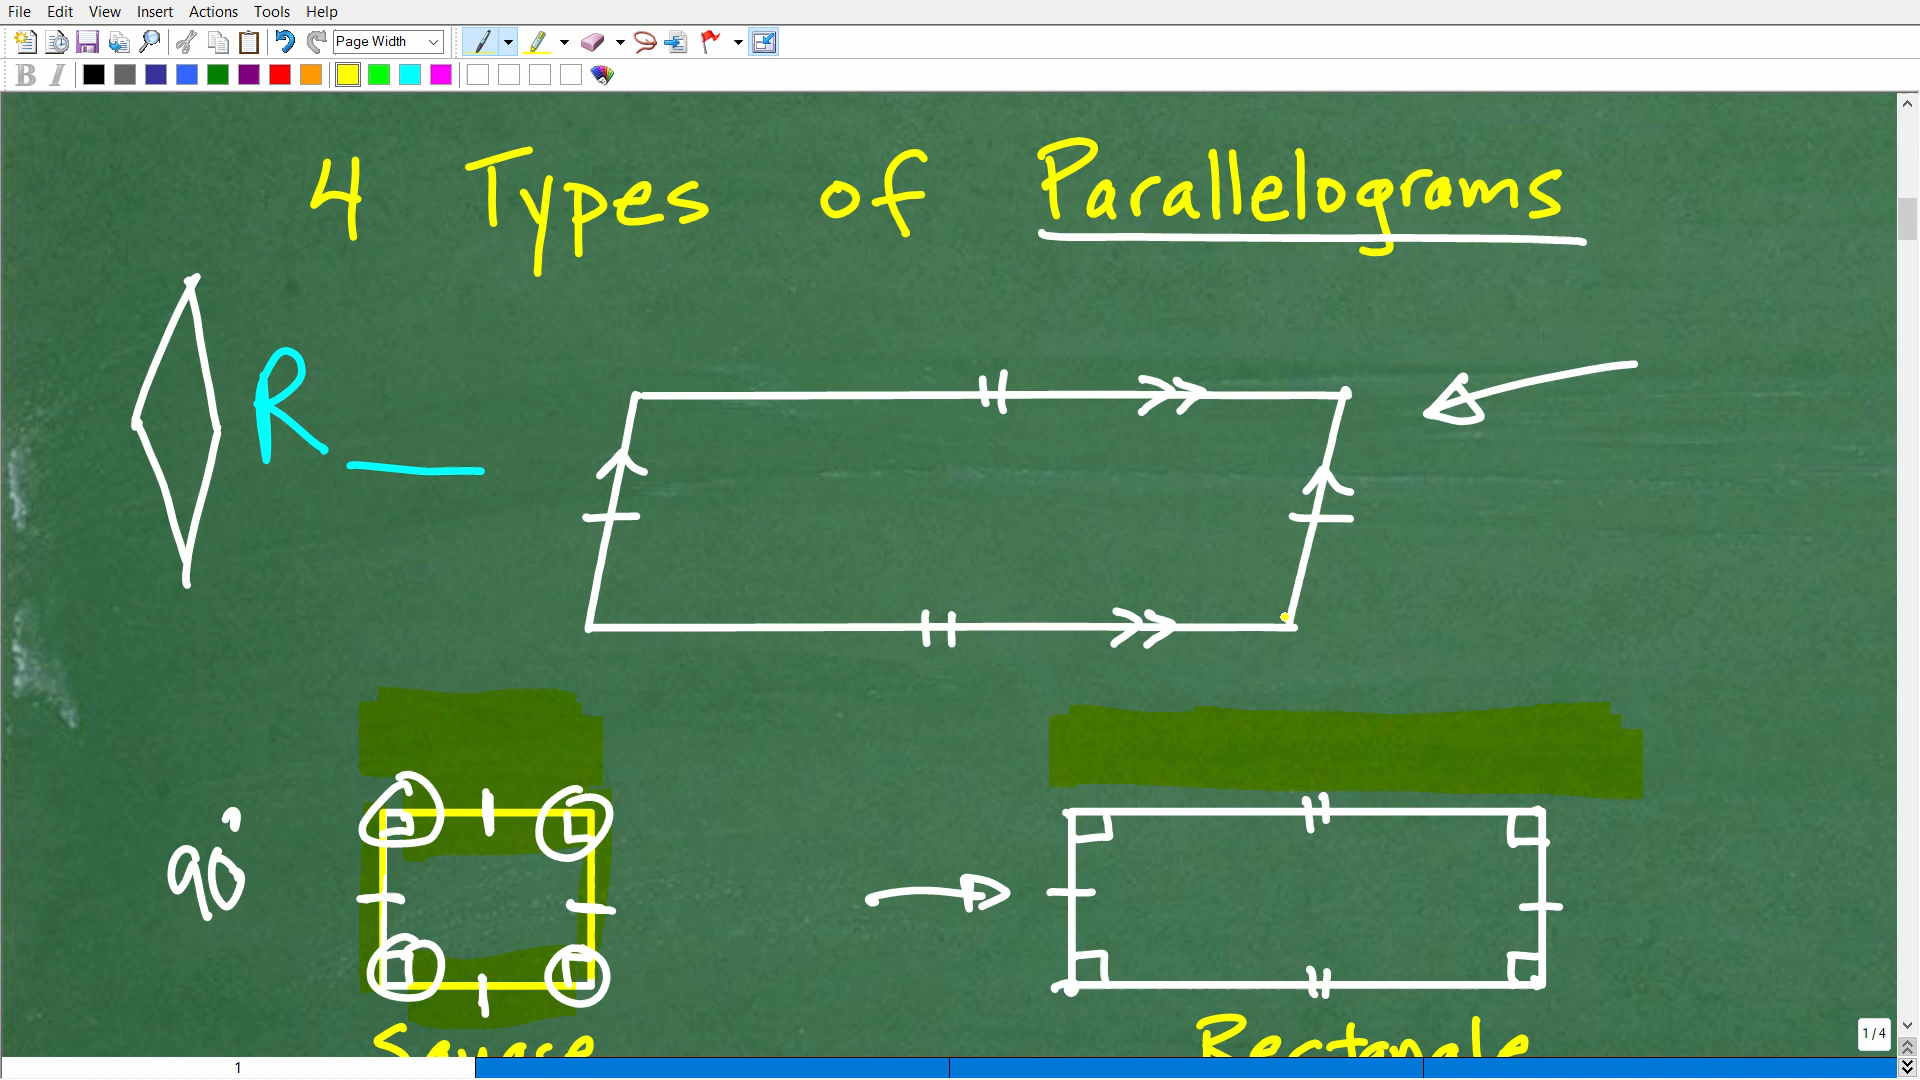 File Edit View Insert Actions Tools Help
Page Width
B I
4 Types of Parallelograms
R
90°
Square
Rectangle
1 / 4
1